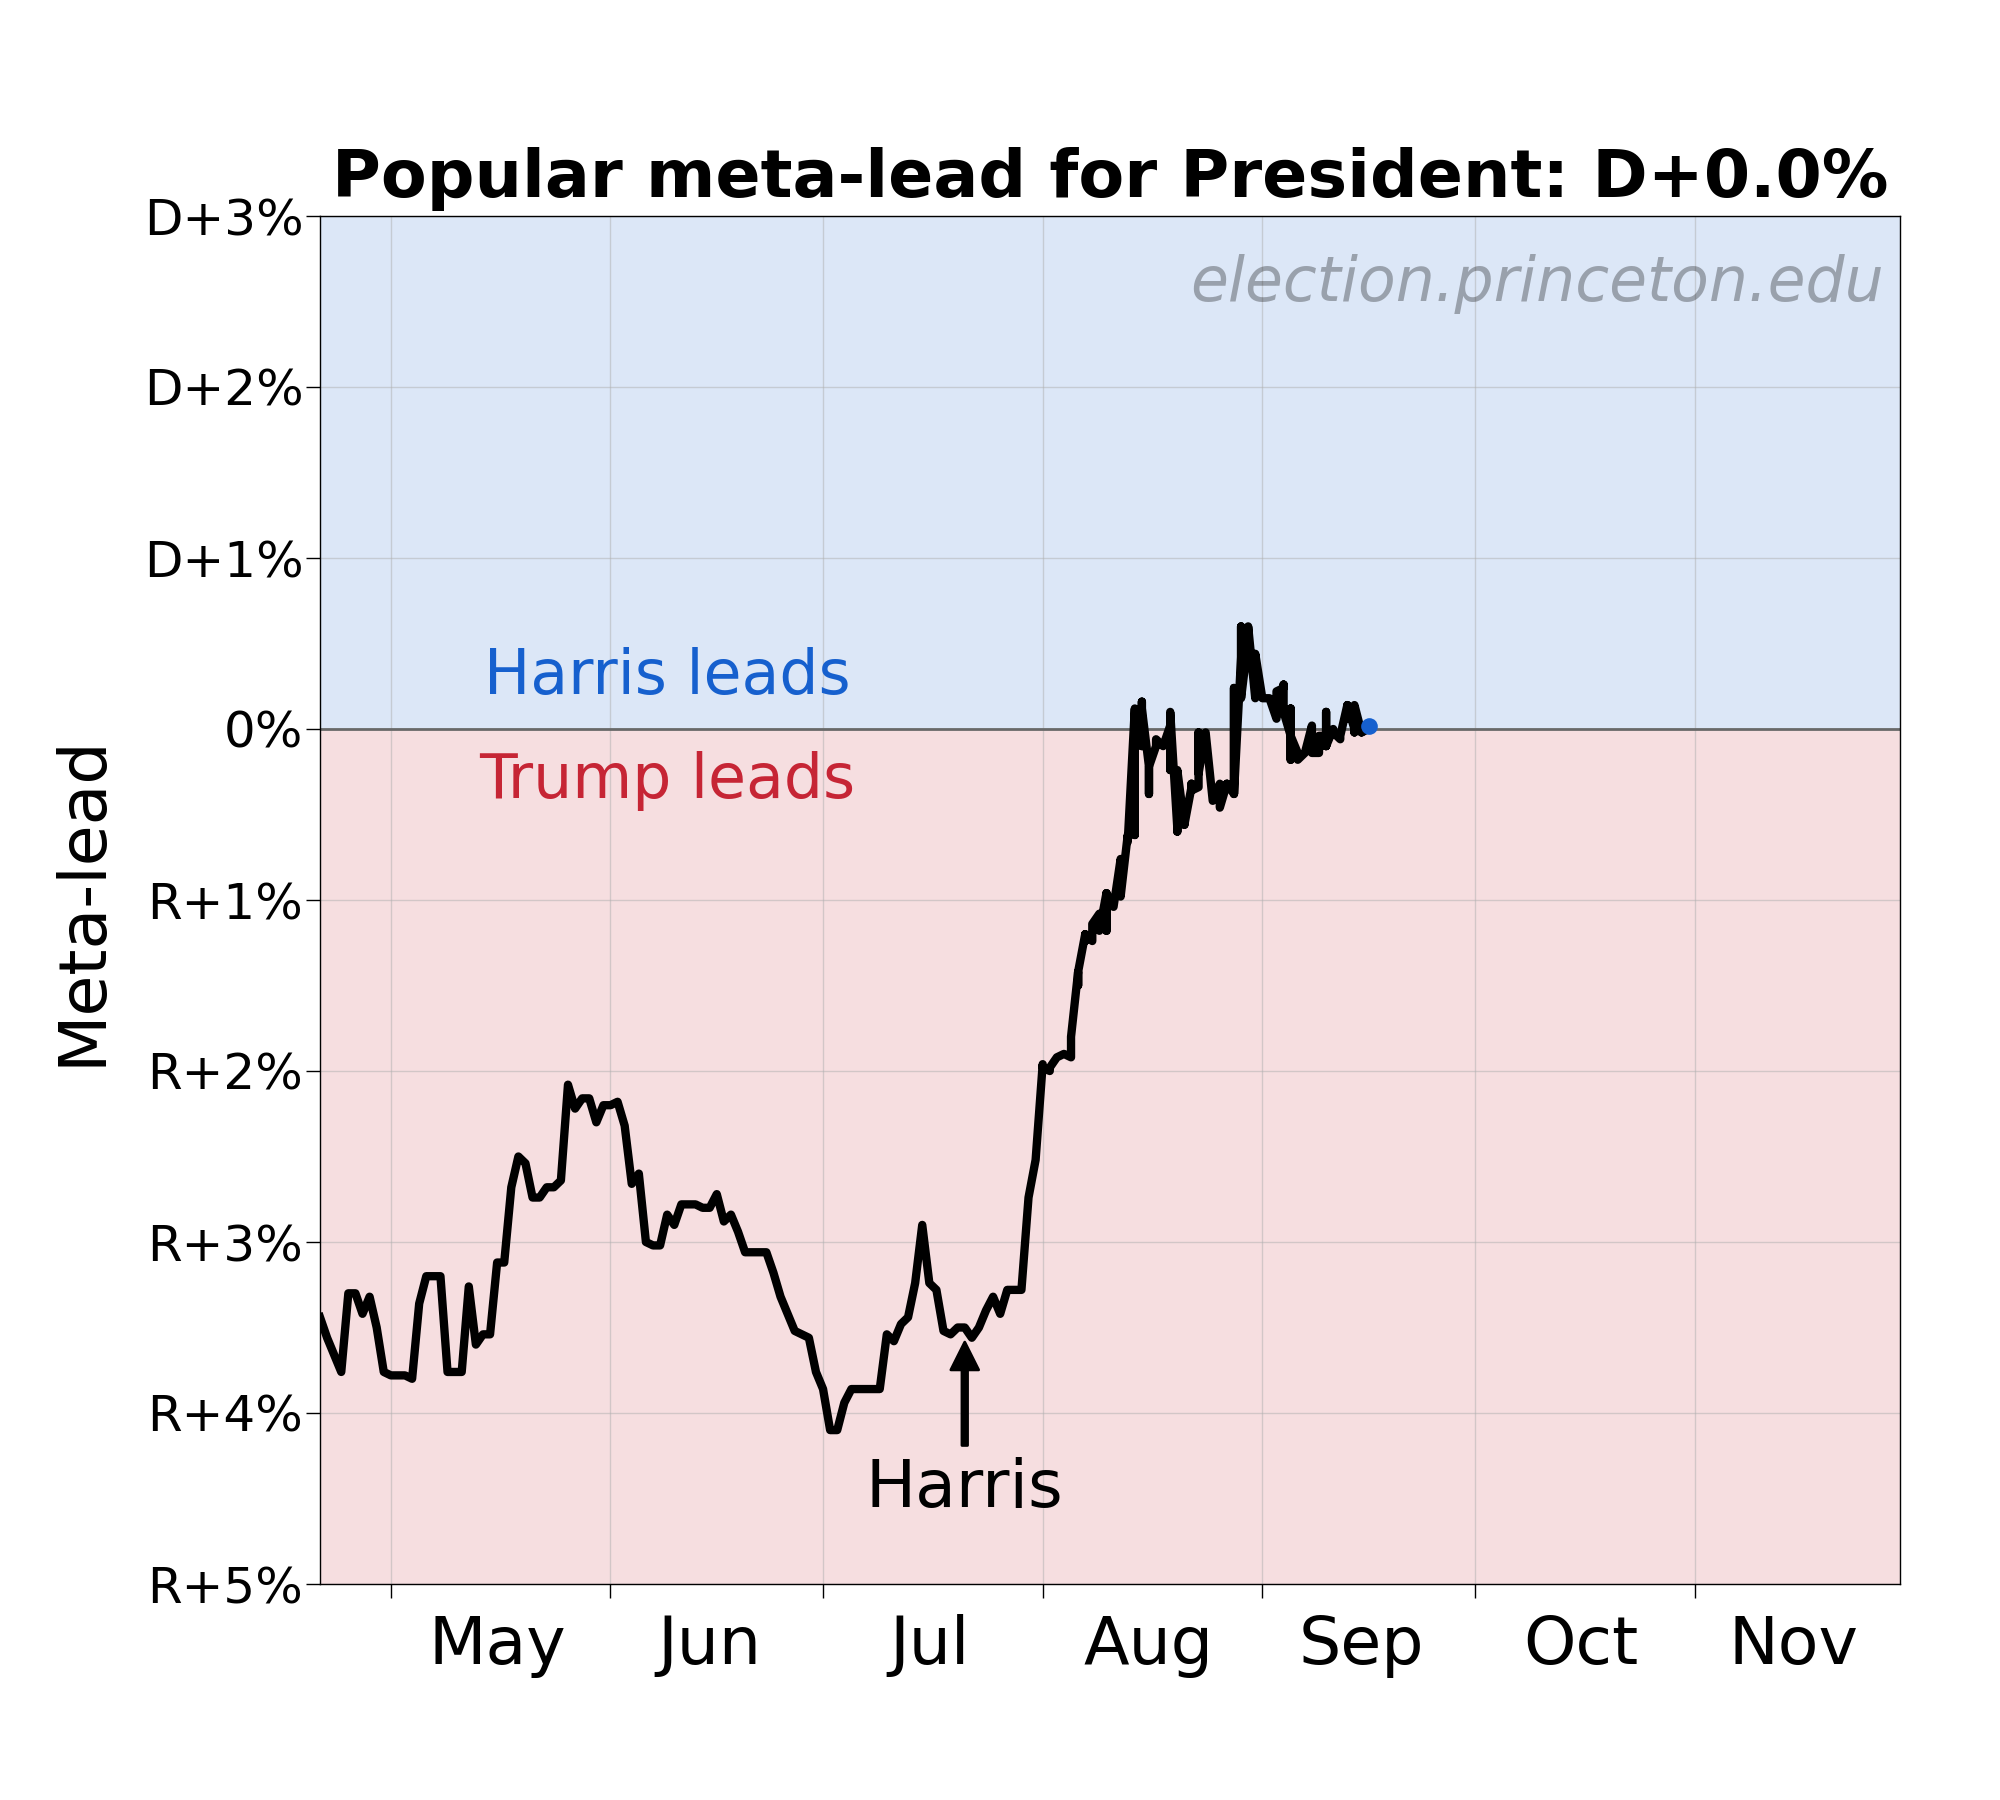 Popular meta-lead for President: D+0.0%
D+3%
election.princeton.edu
D+2%
D+1%
Harris leads
0%
Trump leads
Meta-lead
R+1%
R+2%
R+3%
R+4%
Harris
R+5%
May Jun Jul Aug Sep Oct Nov